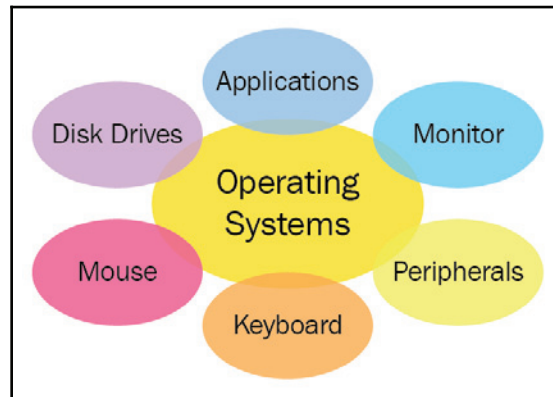 Applications
Disk Drives
Monitor
Operating
Systems
Mouse
Peripherals
Keyboard